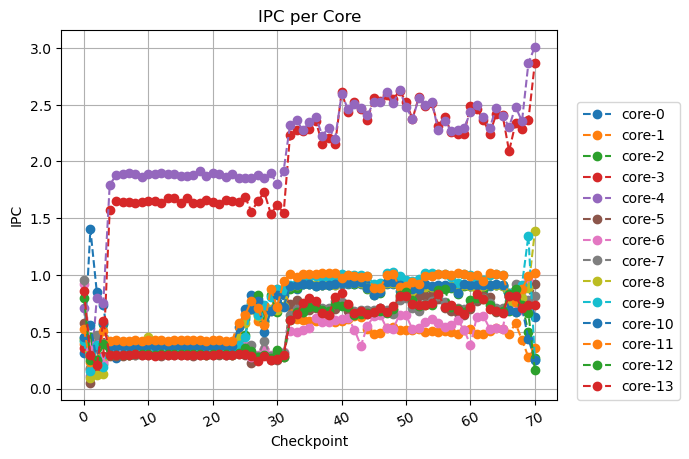 IPC per Core
IPC
3.0
2.5
2.0
1.5
1.0
0.5
0.0
0
10
20
30
40
50
60
70
Checkpoint
core-0
core-1
core-2
core-3
core-4
core-5
core-6
core-7
core-8
core-9
core-10
core-11
core-12
core-13